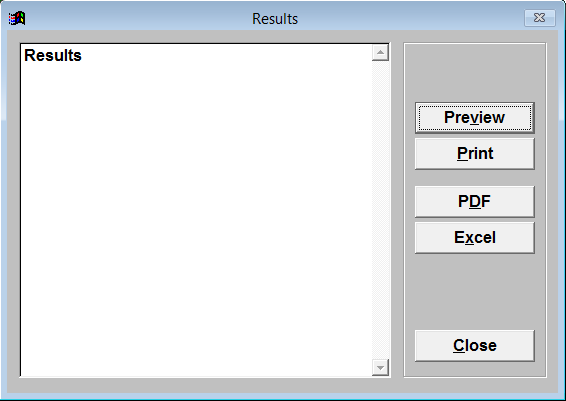 Results
Results
Preview
Print
PDF
Excel
Close